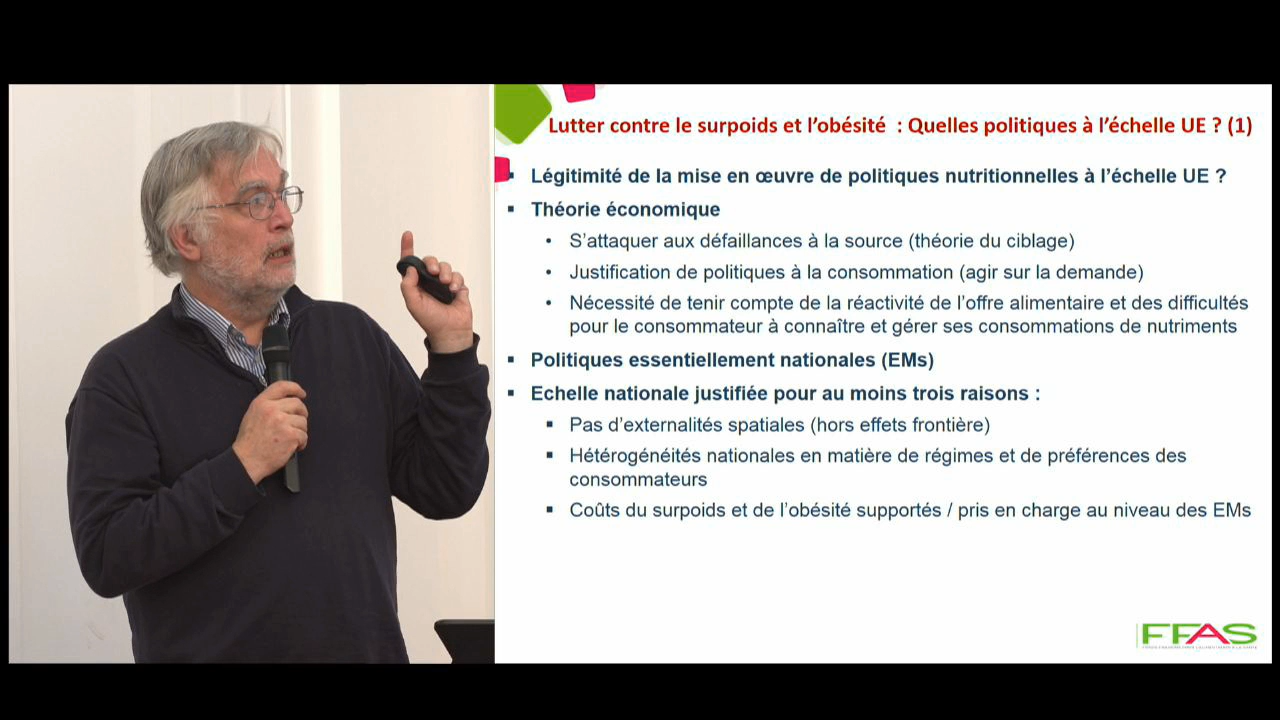 Lutter contre le surpoids et l'obésité : Quelles politiques à l'échelle UE ? (1)
▪ Légitimité de la mise en œuvre de politiques nutritionnelles à l'échelle UE ?
▪ Théorie économique
• S'attaquer aux défaillances à la source (théorie du ciblage)
• Justification de politiques à la consommation (agir sur la demande)
• Nécessité de tenir compte de la réactivité de l'offre alimentaire et des difficultés
pour le consommateur à connaître et gérer ses consommations de nutriments
▪ Politiques essentiellement nationales (EMs)
▪ Echelle nationale justifiée pour au moins trois raisons :
▪ Pas d'externalités spatiales (hors effets frontière)
▪ Hétérogénéités nationales en matière de régimes et de préférences des
consommateurs
▪ Coûts du surpoids et de l'obésité supportés / pris en charge au niveau des EMs
FFAS